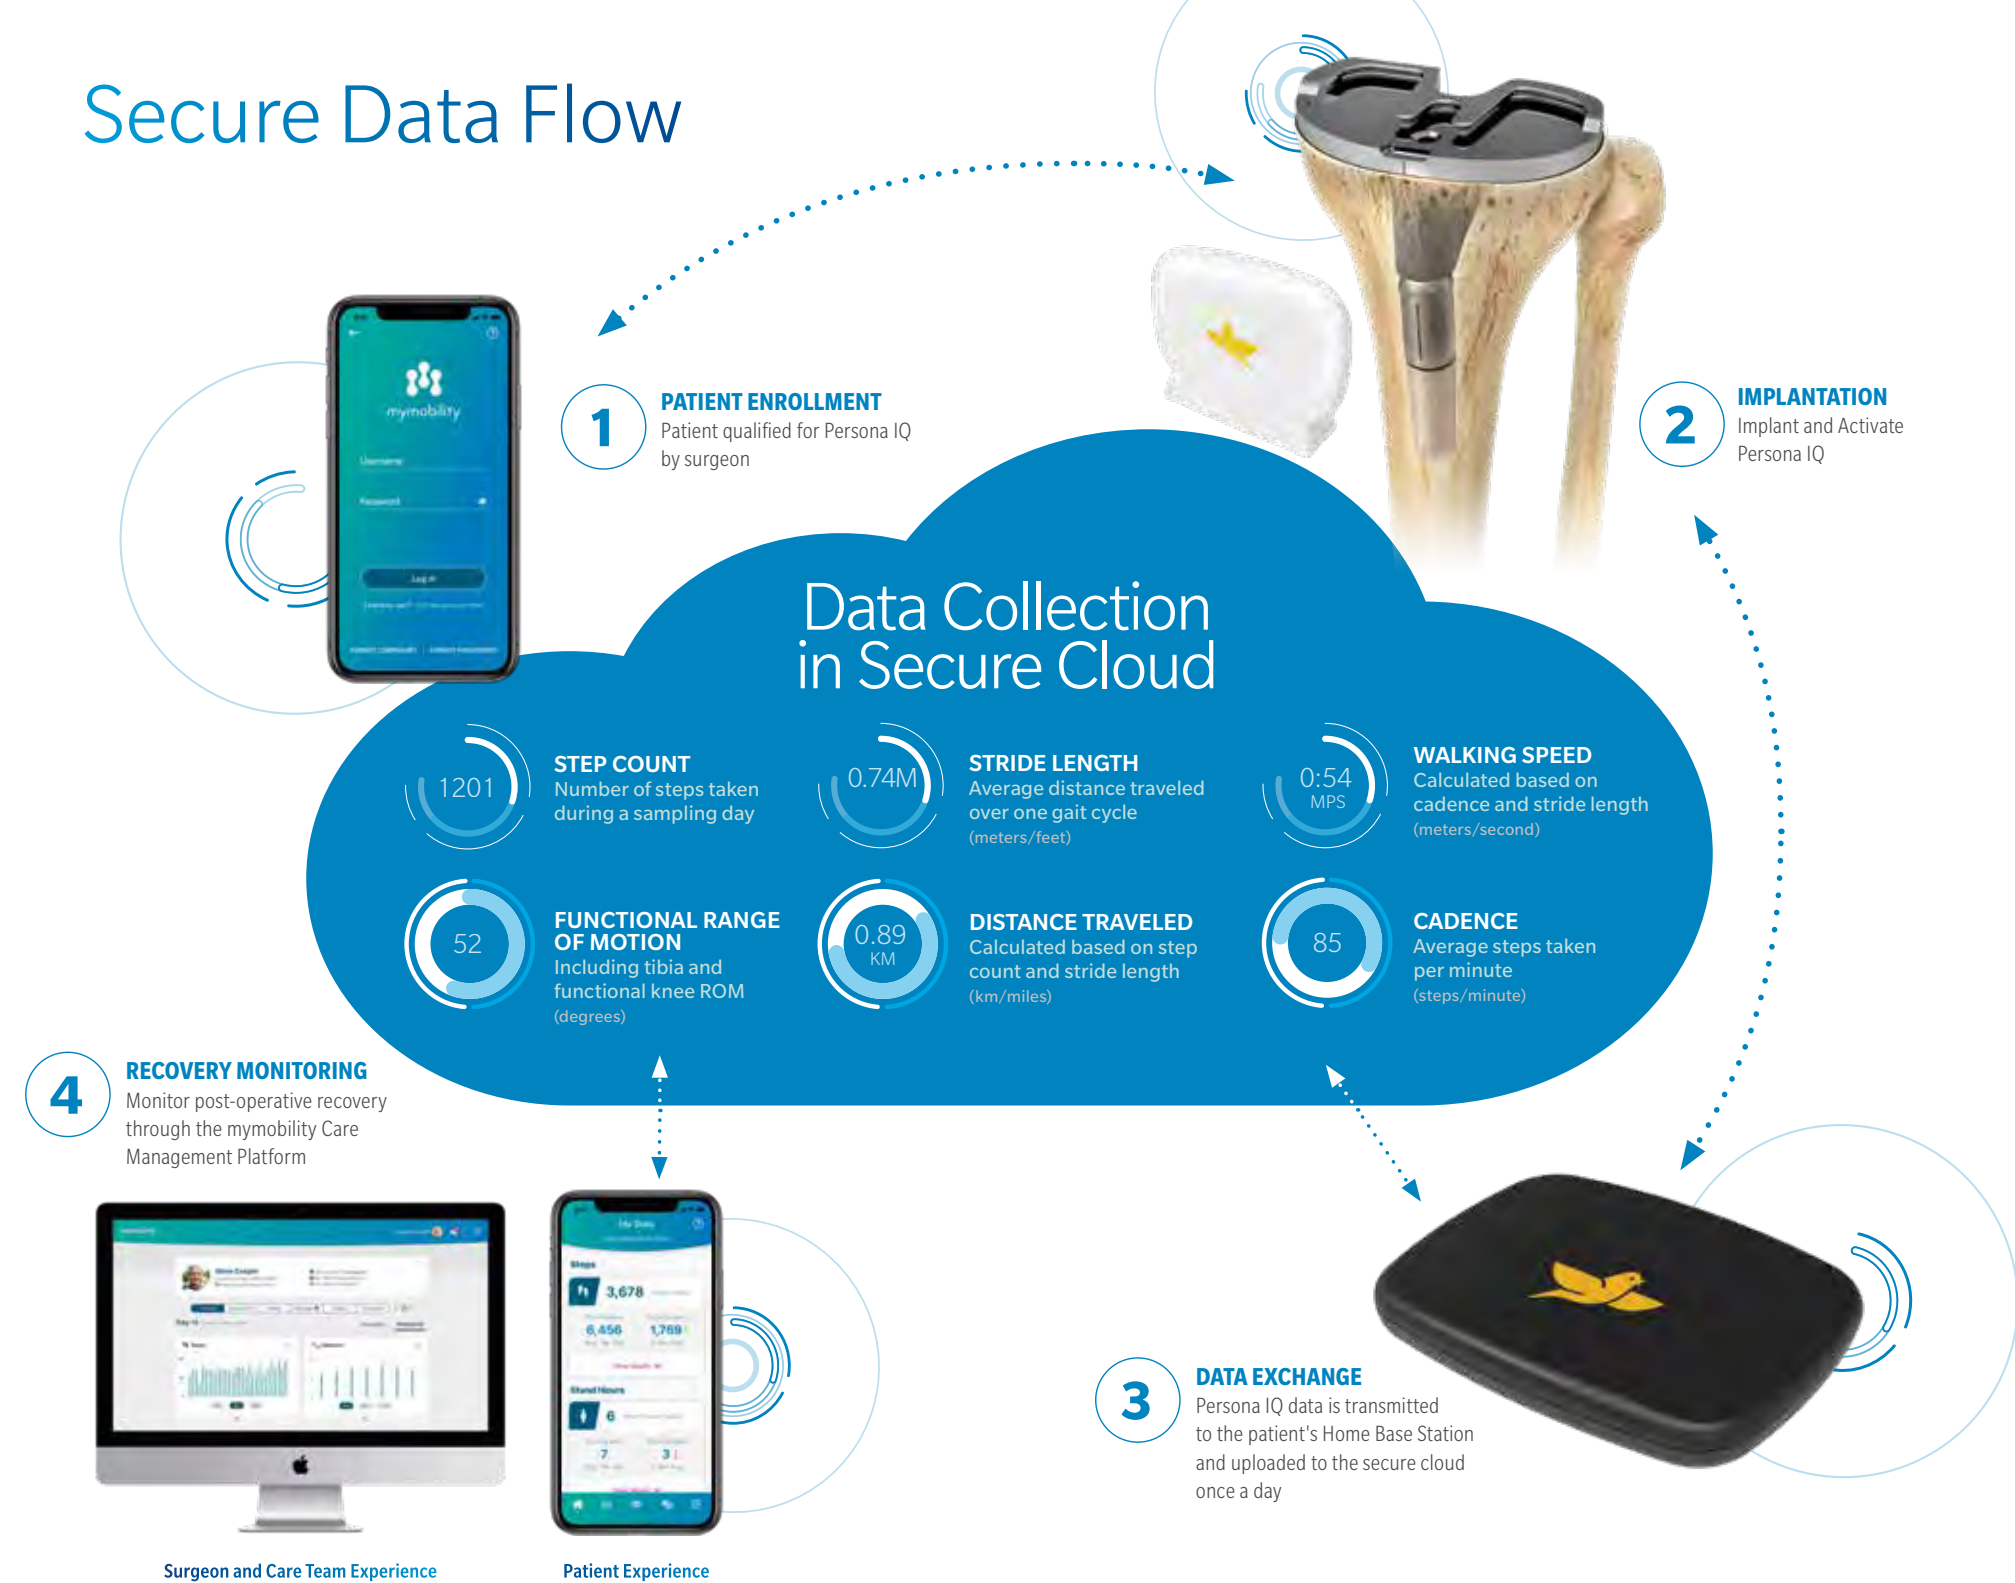 Secure Data Flow
mymobility
Username
Password
Log in
1
PATIENT ENROLLMENT
Patient qualified for Persona IQ
by surgeon
2
IMPLANTATION
Implant and Activate
Persona IQ
Data Collection
in Secure Cloud
1201
STEP COUNT
Number of steps taken
during a sampling day
0.74M
STRIDE LENGTH
Average distance traveled
over one gait cycle
(meters/feet)
0:54
MPS
WALKING SPEED
Calculated based on
cadence and stride length
(meters/second)
52
FUNCTIONAL RANGE
OF MOTION
Including tibia and
functional knee ROM
(degrees)
0.89
KM
DISTANCE TRAVELED
Calculated based on step
count and stride length
(km/miles)
85
CADENCE
Average steps taken
per minute
(steps/minute)
4
RECOVERY MONITORING
Monitor post-operative recovery
through the mymobility Care
Management Platform
My Data
Steps
3,678
6,456 1,769
Stand Hours
6
7 3
3
DATA EXCHANGE
Persona IQ data is transmitted
to the patient's Home Base Station
and uploaded to the secure cloud
once a day
Surgeon and Care Team Experience
Patient Experience